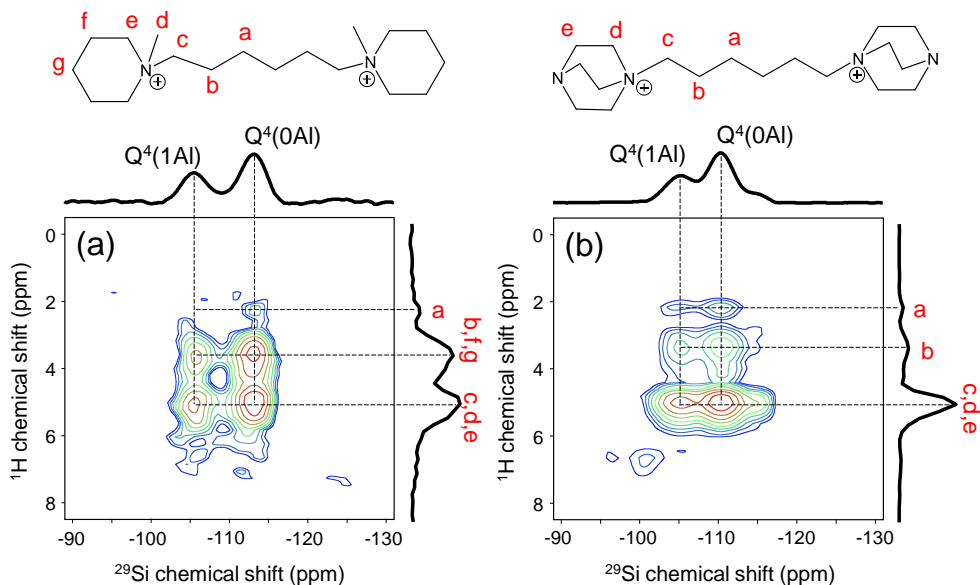 f
e
d
c
a
g
N
⊕
b
N
⊕
e
d
c
a
N
N
⊕
b
N
⊕
N
Q⁴(1Al)
Q⁴(0Al)
Q⁴(1Al)
Q⁴(0Al)
(a)
0
2
4
6
8
¹H chemical shift (ppm)
a
b,f,g
c,d,e
-90
-100
-110
-120
-130
²⁹Si chemical shift (ppm)
(b)
0
2
4
6
8
¹H chemical shift (ppm)
a
b
c,d,e
-90
-100
-110
-120
-130
²⁹Si chemical shift (ppm)